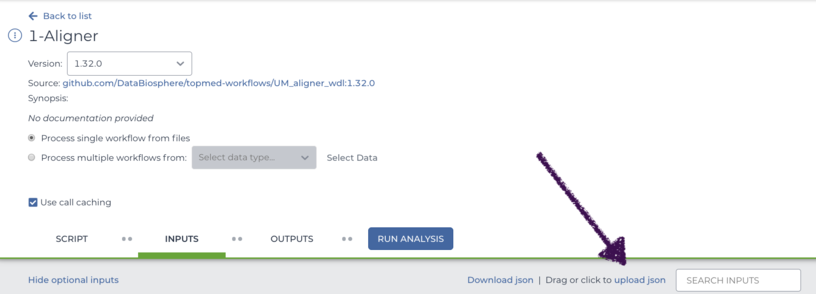 Back to list
1-Aligner
Version: 1.32.0
Source: github.com/DataBiosphere/topmed-workflows/UM_aligner_wdl:1.32.0
Synopsis:
No documentation provided
Process single workflow from files
Process multiple workflows from: Select data type... Select Data
Use call caching
SCRIPT INPUTS OUTPUTS RUN ANALYSIS
Hide optional inputs Download json | Drag or click to upload json SEARCH INPUTS